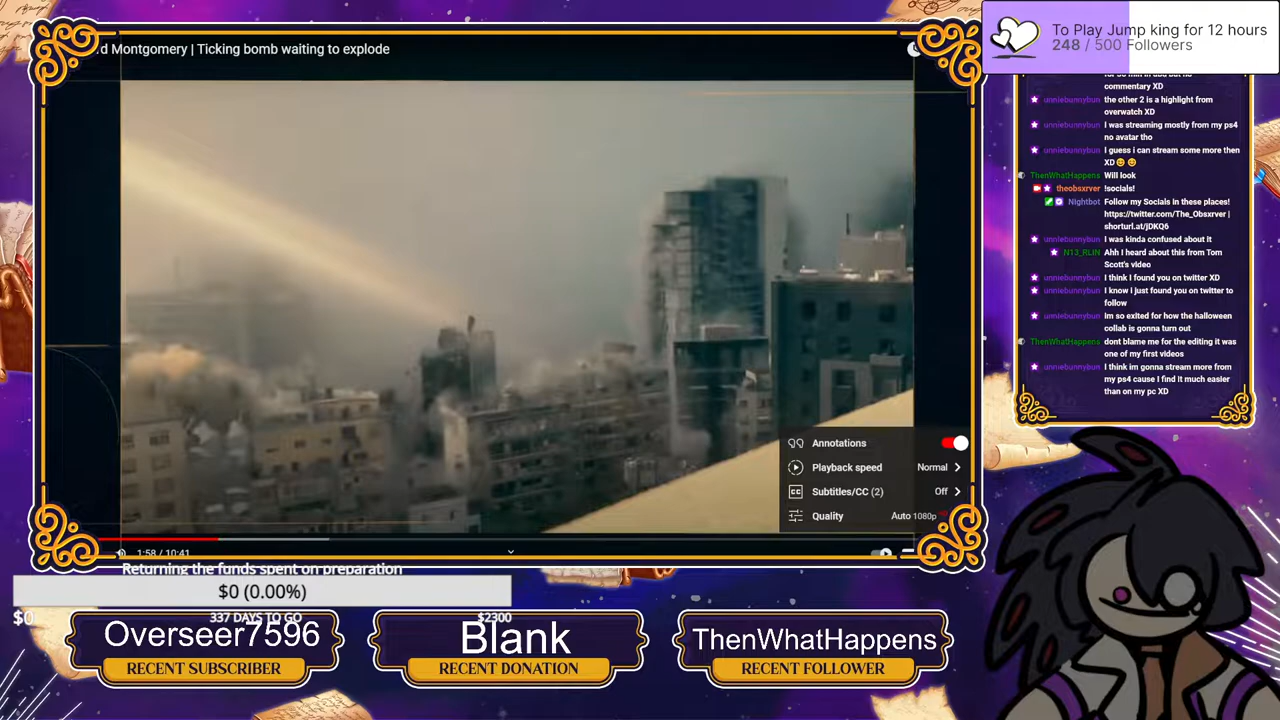 d Montgomery | Ticking bomb waiting to explode
To Play Jump king for 12 hours
248 / 500 Followers
commentary XD
unniebunnybun the other 2 is a highlight from
overwatch XD
unniebunnybun I was streaming mostly from my ps4
no avatar tho
unniebunnybun I guess i can stream some more then
XD
ThenWhatHappens Will look
theobsxrver !socials!
Nightbot Follow my Socials in these places!
https://twitter.com/The_Obsxrver |
shorturl.at/jDKQ6
unniebunnybun I was kinda confused about it
N13_RLIN Ahh I heard about this from Tom
Scott's video
unniebunnybun I think I found you on twitter XD
unniebunnybun I know i just found you on twitter to
follow
unniebunnybun im so exited for how the halloween
collab is gonna turn out
ThenWhatHappens dont blame me for the editing it was
one of my first videos
unniebunnybun I think im gonna stream more from
my ps4 cause I find it much easier
than on my pc XD
Annotations
Playback speed Normal
CC Subtitles/CC (2) Off
Quality Auto 1080p
1:58 / 10:41
Returning the funds spent on preparation
$0 (0.00%)
$0 337 DAYS TO GO $2300
Overseer7596
RECENT SUBSCRIBER
Blank
RECENT DONATION
ThenWhatHappens
RECENT FOLLOWER